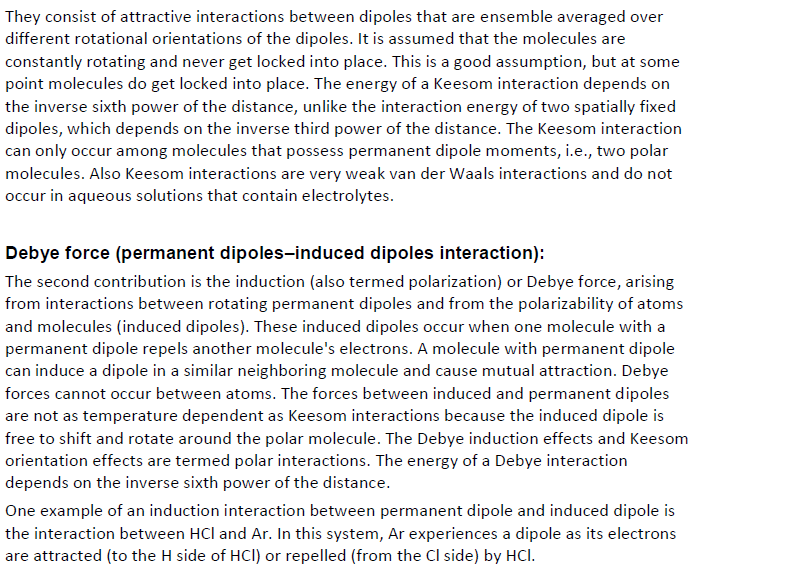 They consist of attractive interactions between dipoles that are ensemble averaged over
different rotational orientations of the dipoles. It is assumed that the molecules are
constantly rotating and never get locked into place. This is a good assumption, but at some
point molecules do get locked into place. The energy of a Keesom interaction depends on
the inverse sixth power of the distance, unlike the interaction energy of two spatially fixed
dipoles, which depends on the inverse third power of the distance. The Keesom interaction
can only occur among molecules that possess permanent dipole moments, i.e., two polar
molecules. Also Keesom interactions are very weak van der Waals interactions and do not
occur in aqueous solutions that contain electrolytes.
Debye force (permanent dipoles–induced dipoles interaction):
The second contribution is the induction (also termed polarization) or Debye force, arising
from interactions between rotating permanent dipoles and from the polarizability of atoms
and molecules (induced dipoles). These induced dipoles occur when one molecule with a
permanent dipole repels another molecule's electrons. A molecule with permanent dipole
can induce a dipole in a similar neighboring molecule and cause mutual attraction. Debye
forces cannot occur between atoms. The forces between induced and permanent dipoles
are not as temperature dependent as Keesom interactions because the induced dipole is
free to shift and rotate around the polar molecule. The Debye induction effects and Keesom
orientation effects are termed polar interactions. The energy of a Debye interaction
depends on the inverse sixth power of the distance.
One example of an induction interaction between permanent dipole and induced dipole is
the interaction between HCl and Ar. In this system, Ar experiences a dipole as its electrons
are attracted (to the H side of HCl) or repelled (from the Cl side) by HCl.